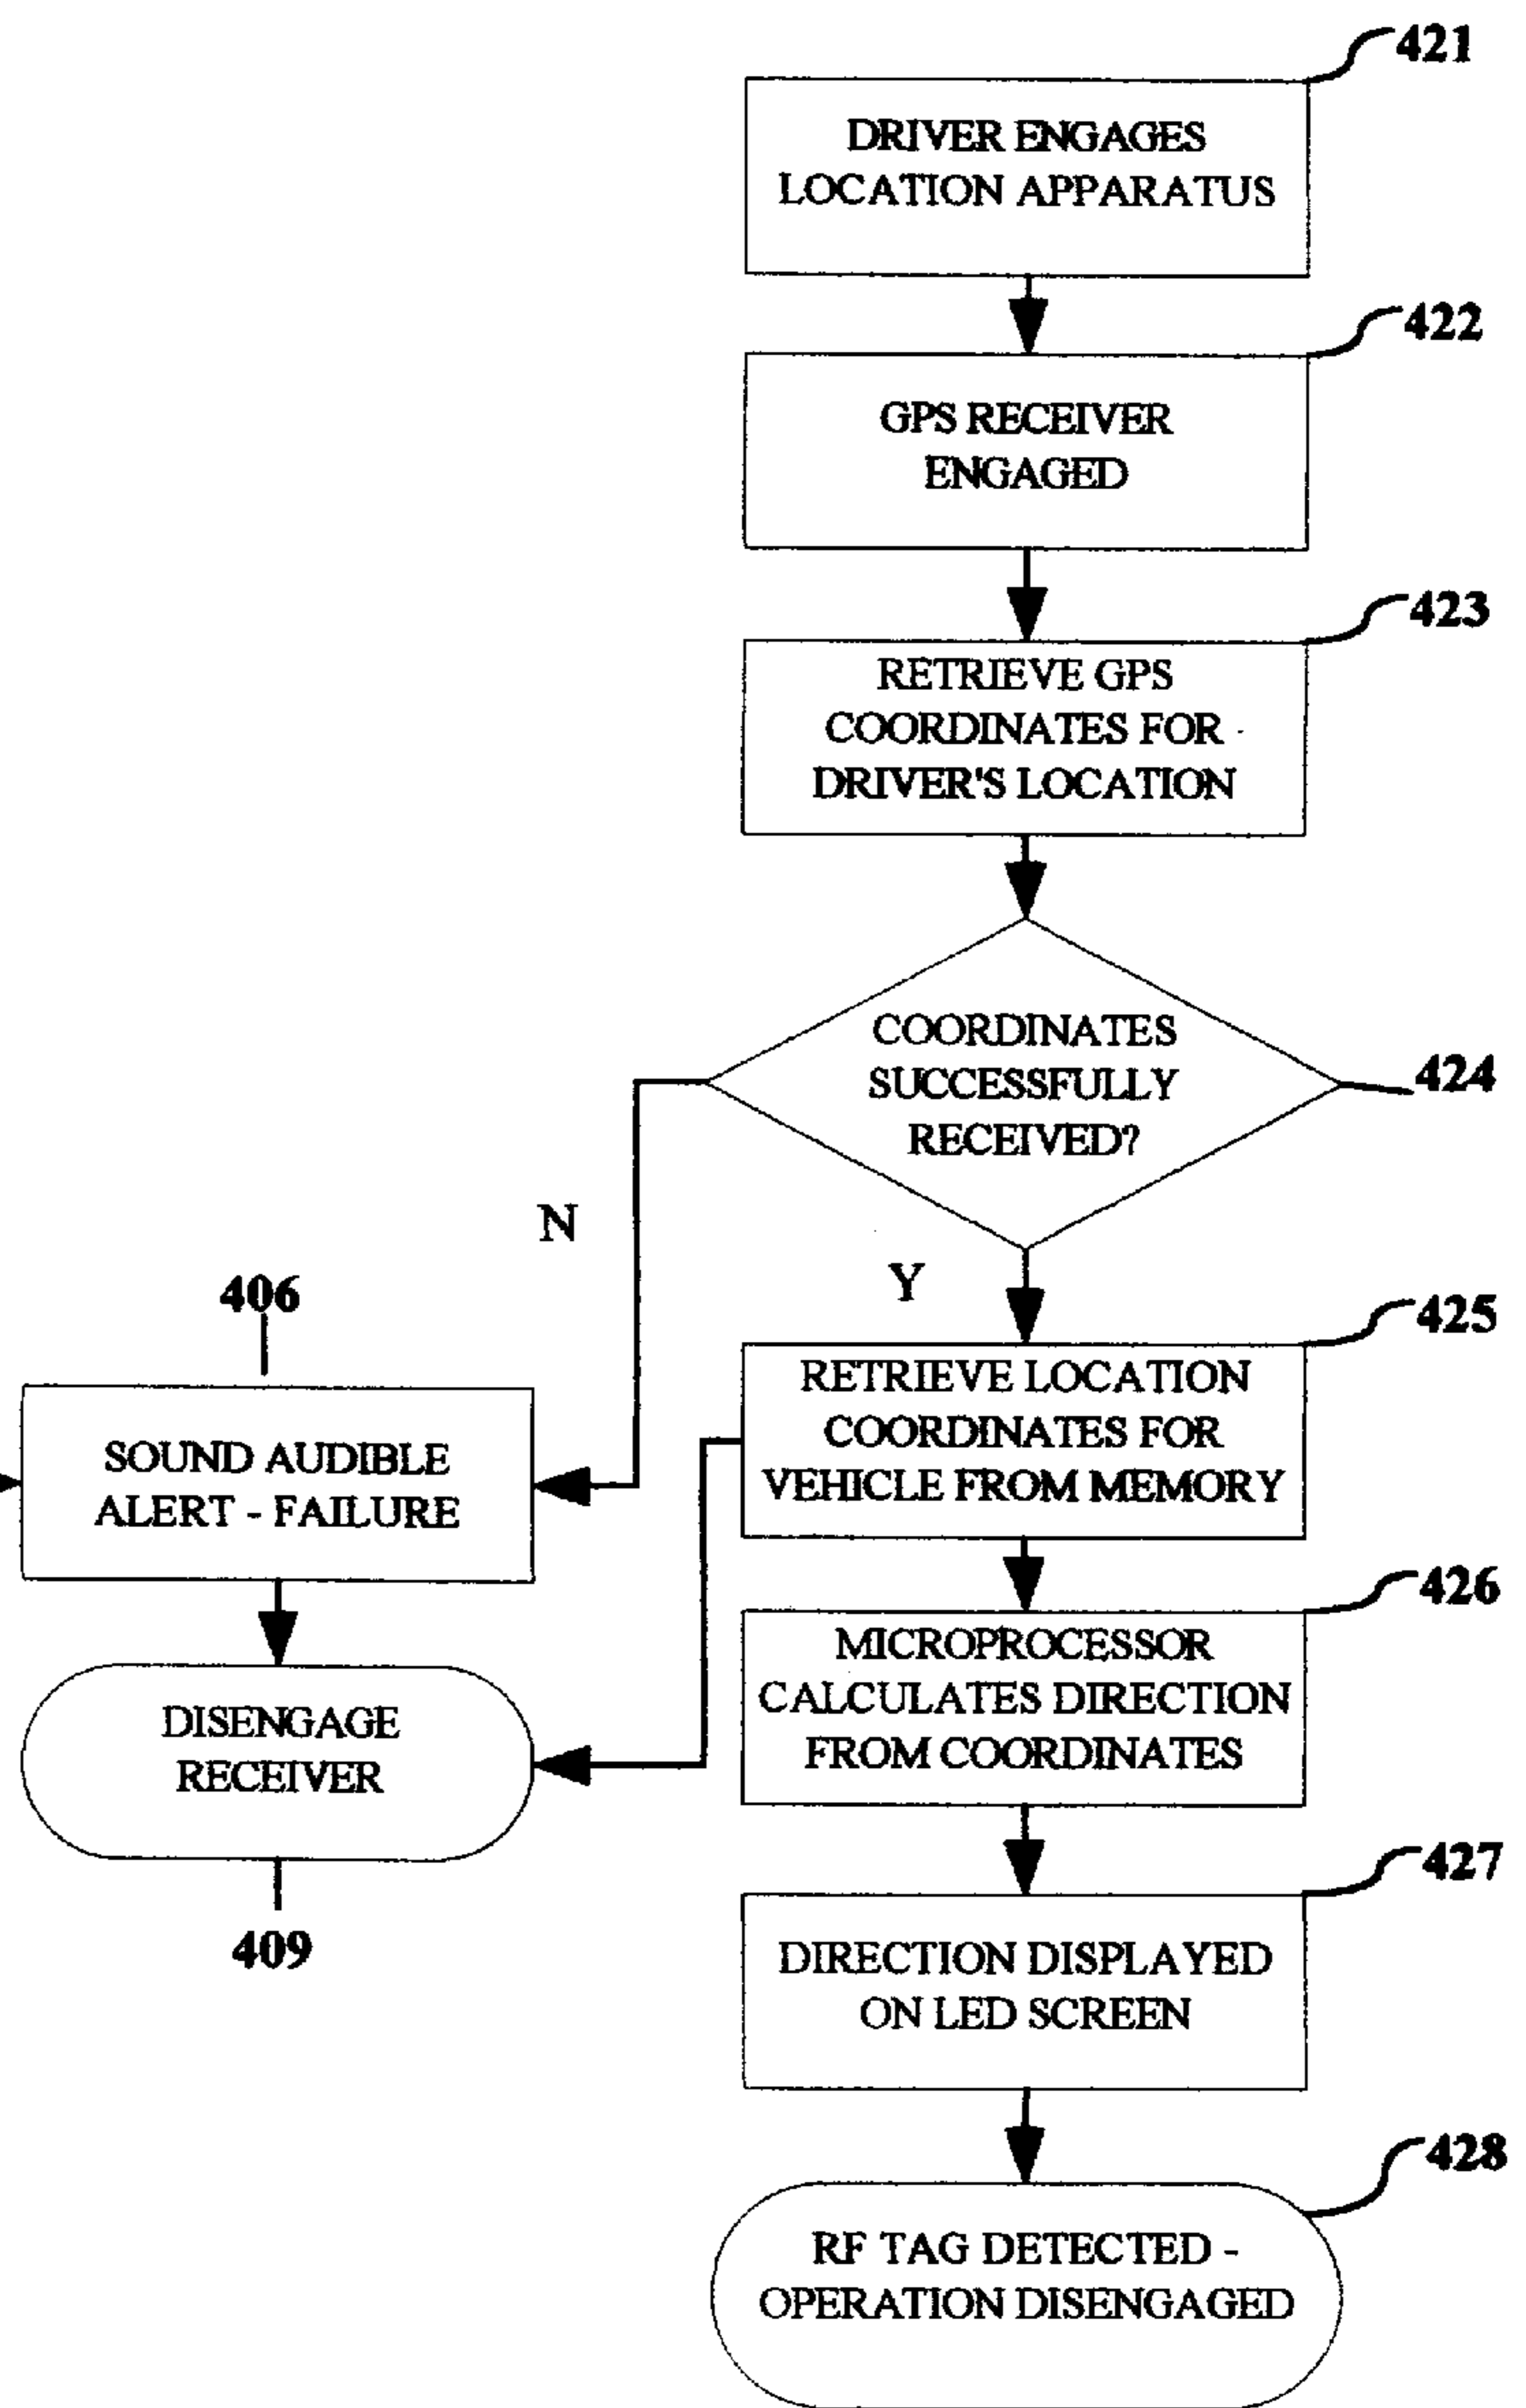 421
DRIVER ENGAGES
LOCATION APPARATUS
422
GPS RECEIVER
ENGAGED
423
RETRIEVE GPS
COORDINATES FOR
DRIVER'S LOCATION
COORDINATES
SUCCESSFULLY
RECEIVED?
424
N
Y
406
SOUND AUDIBLE
ALERT - FAILURE
DISENGAGE
RECEIVER
409
425
RETRIEVE LOCATION
COORDINATES FOR
VEHICLE FROM MEMORY
426
MICROPROCESSOR
CALCULATES DIRECTION
FROM COORDINATES
427
DIRECTION DISPLAYED
ON LED SCREEN
428
RF TAG DETECTED -
OPERATION DISENGAGED